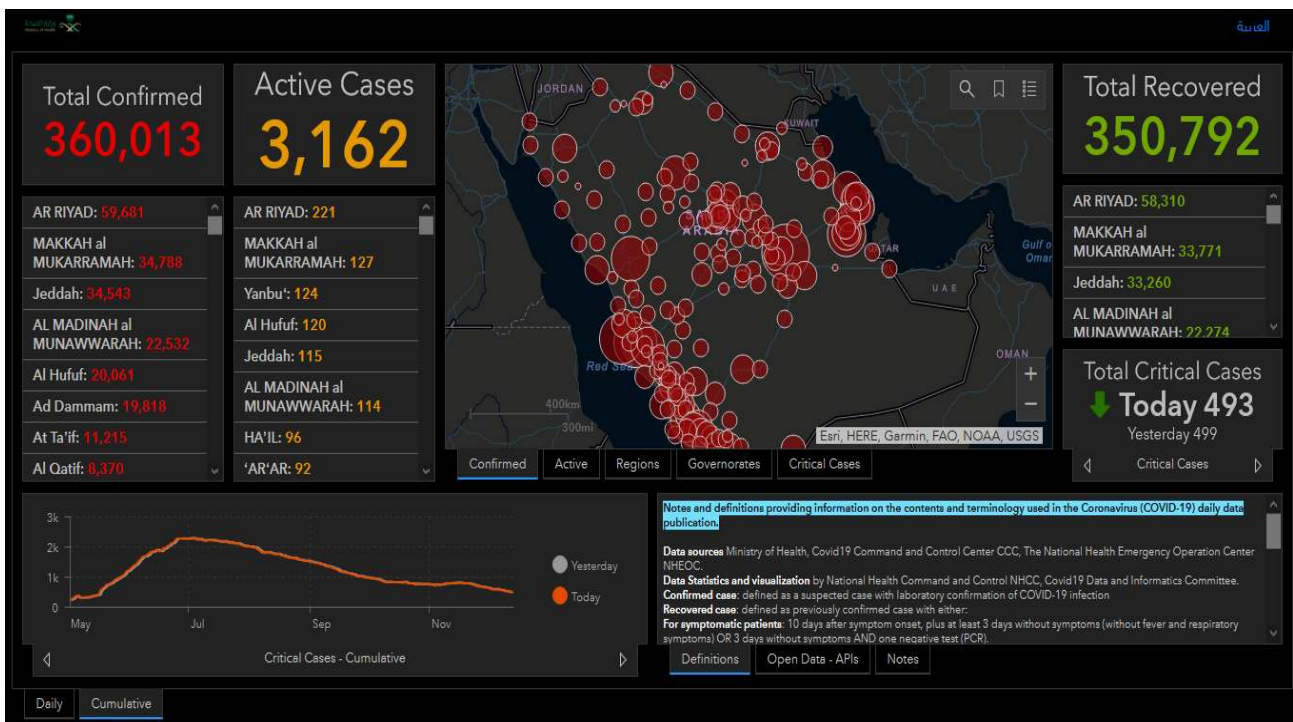 Ministry of Health
العربية
Total Confirmed
360,013
AR RIYAD: 59,681
MAKKAH al
MUKARRAMAH: 34,788
Jeddah: 34,543
AL MADINAH al
MUNAWWARAH: 22,532
Al Hufuf: 20,061
Ad Dammam: 19,818
At Ta'if: 11,215
Al Qatif: 8,370
Active Cases
3,162
AR RIYAD: 221
MAKKAH al
MUKARRAMAH: 127
Yanbu': 124
Al Hufuf: 120
Jeddah: 115
AL MADINAH al
MUNAWWARAH: 114
HA'IL: 96
'AR'AR: 92
JORDAN
KUWAIT
SAUDI
ARABIA
QATAR
Gulf o
Oman
UAE
OMAN
Red Sea
400km
300mi
+
−
Esri, HERE, Garmin, FAO, NOAA, USGS
Confirmed
Active
Regions
Governorates
Critical Cases
Total Recovered
350,792
AR RIYAD: 58,310
MAKKAH al
MUKARRAMAH: 33,771
Jeddah: 33,260
AL MADINAH al
MUNAWWARAH: 22,274
Total Critical Cases
Today 493
Yesterday 499
Critical Cases
3k
2k
1k
0
May Jul Sep Nov
Yesterday
Today
Critical Cases - Cumulative
Notes and definitions providing information on the contents and terminology used in the Coronavirus (COVID-19) daily data
publication.
Data sources Ministry of Health, Covid19 Command and Control Center CCC, The National Health Emergency Operation Center
NHEOC.
Data Statistics and visualization by National Health Command and Control NHCC, Covid19 Data and Informatics Committee.
Confirmed case: defined as a suspected case with laboratory confirmation of COVID-19 infection
Recovered case: defined as previously confirmed case with either:
For symptomatic patients: 10 days after symptom onset, plus at least 3 days without symptoms (without fever and respiratory
symptoms) OR 3 days without symptoms AND one negative test (PCR).
Definitions
Open Data - APIs
Notes
Daily
Cumulative